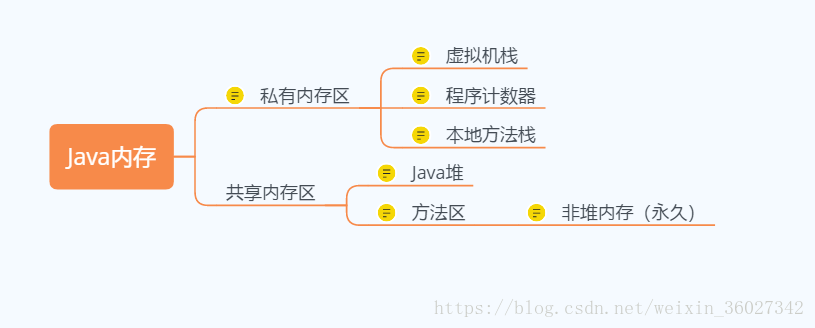 虚拟机栈
私有内存区
程序计数器
本地方法栈
Java内存
共享内存区
Java堆
方法区
非堆内存（永久）
https://blog.csdn.net/weixin_36027342